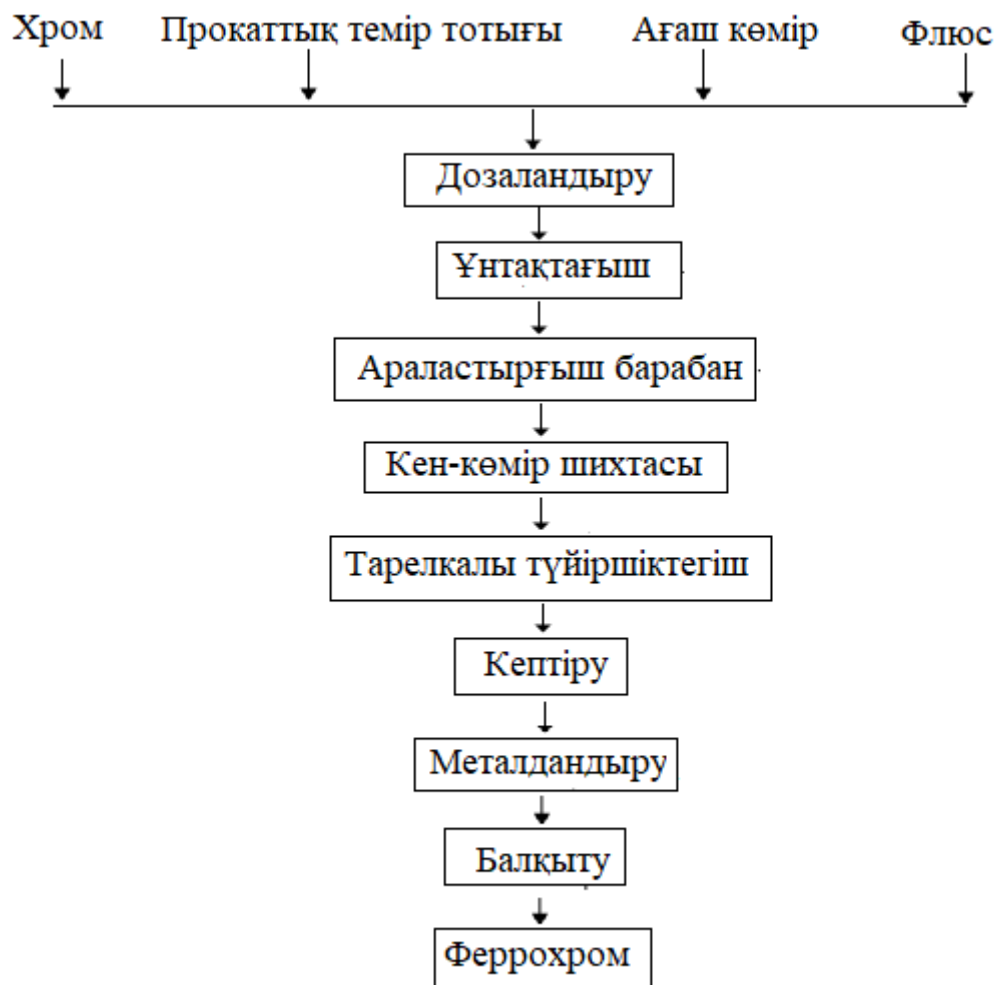 Хром Прокаттық темір тотығы Ағаш көмір Флюс
Дозаландыру
Ұнтақтағыш
Араластырғыш барабан
Кен-көмір шихтасы
Тарелкалы түйіршіктегіш
Кептіру
Металдандыру
Балқыту
Феррохром